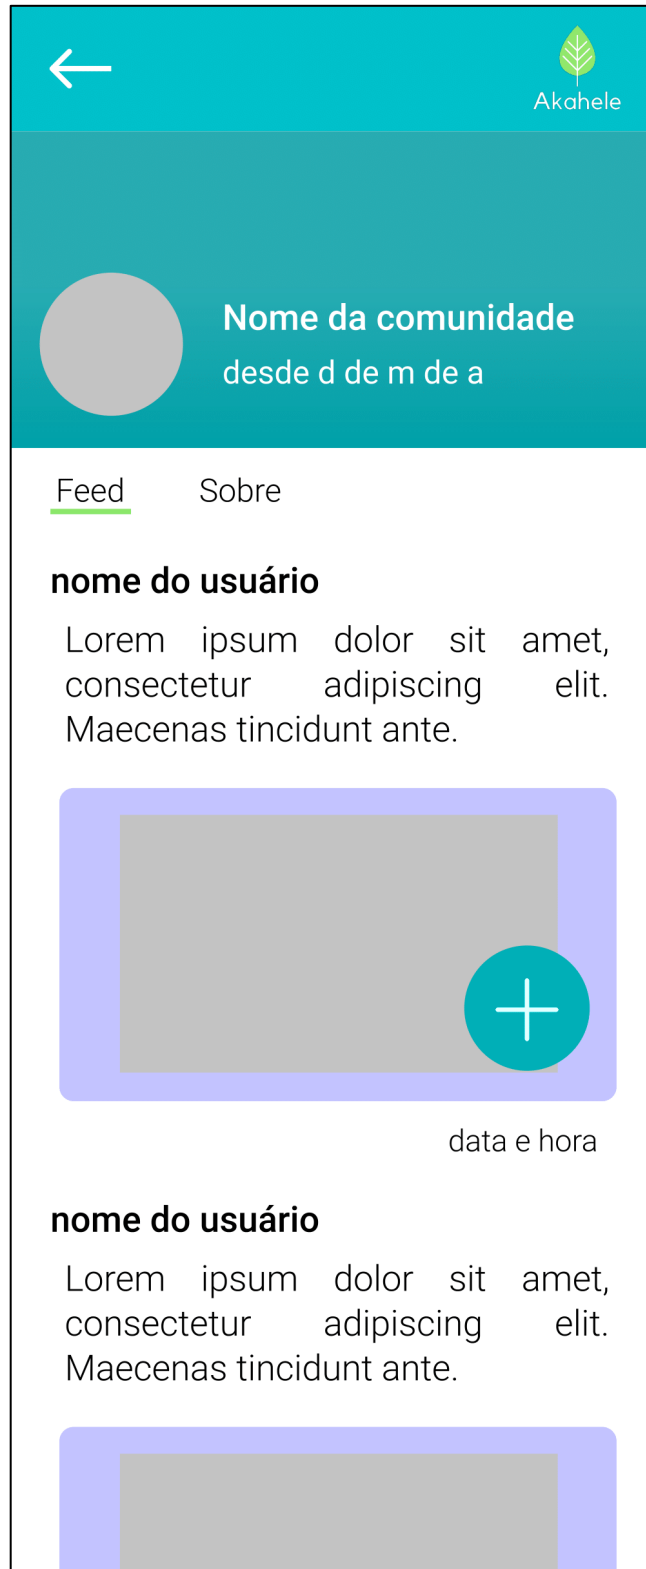 Akahele
Nome da comunidade
desde d de m de a
Feed Sobre
nome do usuário
Lorem ipsum dolor sit amet,
consectetur adipiscing elit.
Maecenas tincidunt ante.
data e hora
nome do usuário
Lorem ipsum dolor sit amet,
consectetur adipiscing elit.
Maecenas tincidunt ante.